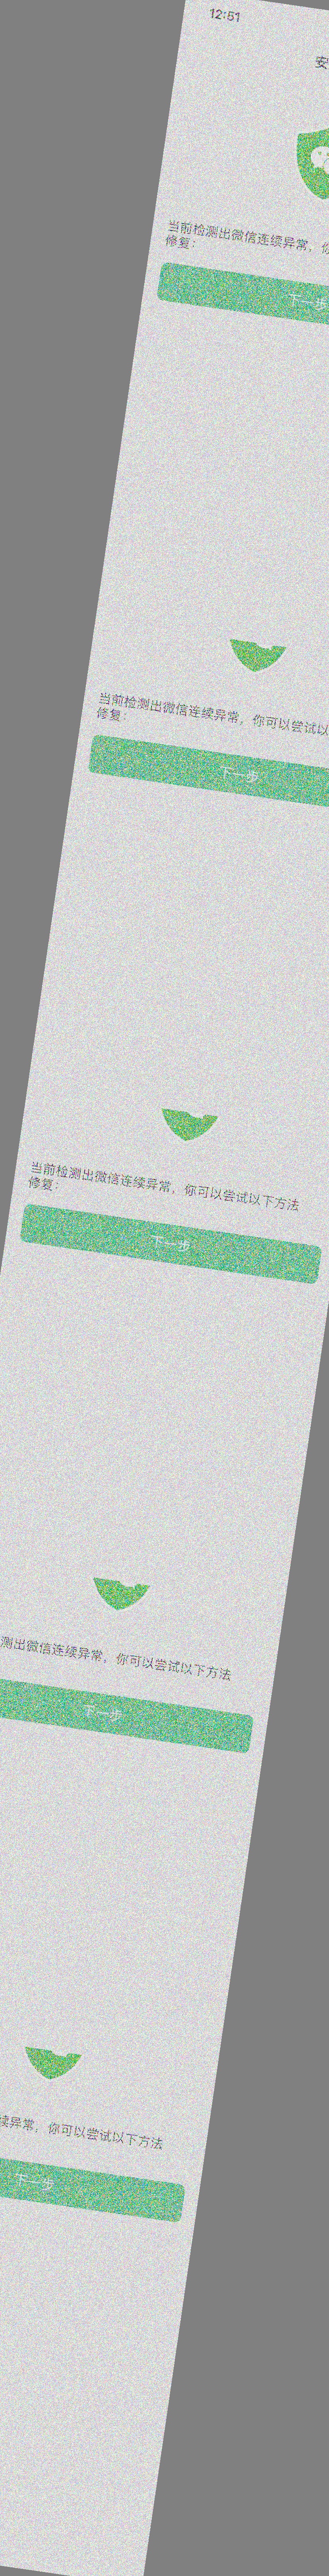 12:51
安
当前检测出微信连续异常，你
修复：
下一步
当前检测出微信连续异常，你可以尝试以
修复：
下一步
当前检测出微信连续异常，你可以尝试以下方法
修复：
下一步
测出微信连续异常，你可以尝试以下方法
下一步
续异常，你可以尝试以下方法
下一步